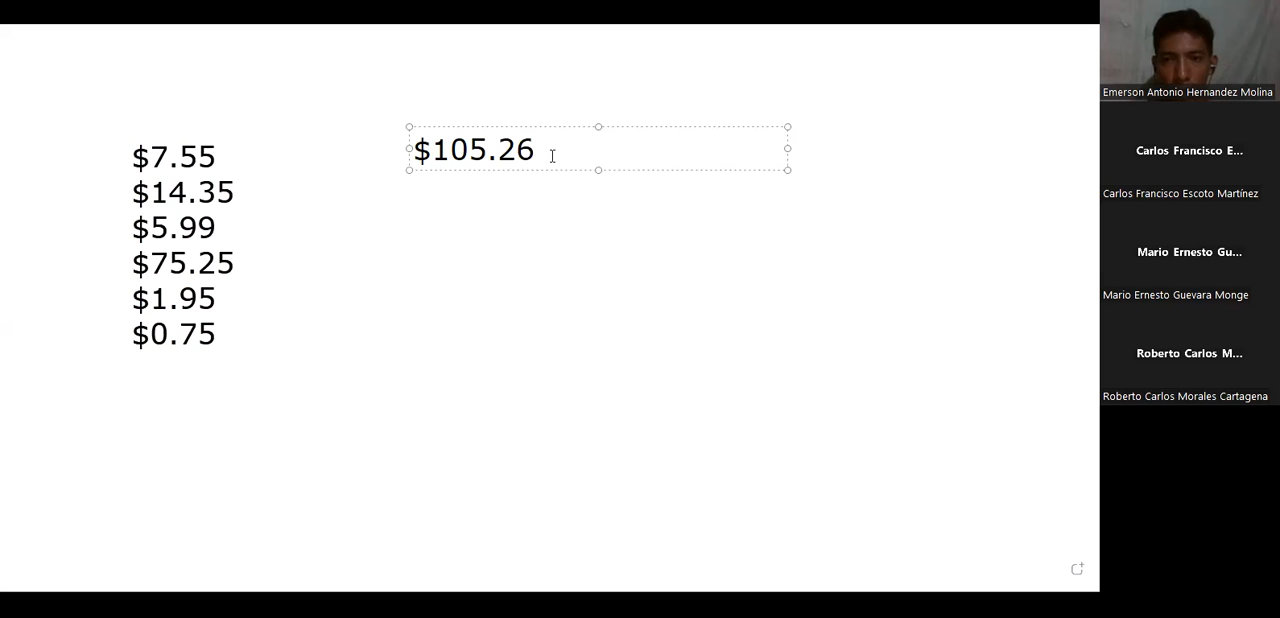 $7.55
$14.35
$5.99
$75.25
$1.95
$0.75
$105.26
Emerson Antonio Hernandez Molina
Carlos Francisco E...
Carlos Francisco Escoto Martínez
Mario Ernesto Gu...
Mario Ernesto Guevara Monge
Roberto Carlos M...
Roberto Carlos Morales Cartagena